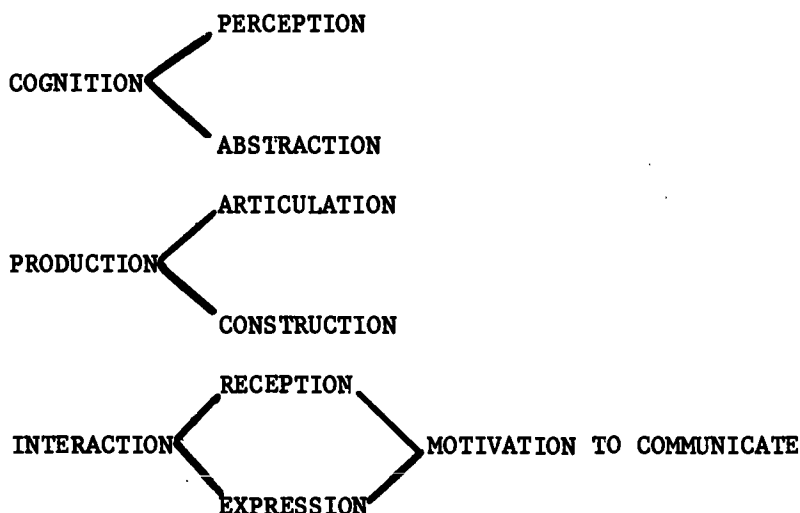 PERCEPTION
COGNITION
ABSTRACTION
ARTICULATION
PRODUCTION
CONSTRUCTION
RECEPTION
INTERACTION MOTIVATION TO COMMUNICATE
EXPRESSION